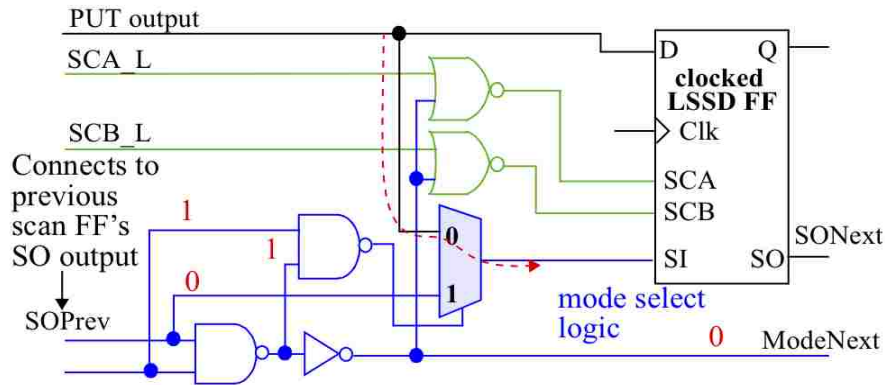 PUT output
SCA_L
SCB_L
Connects to
previous
scan FF's
SO output
SOPrev
1
1
0
0
1
mode select
logic
0
ModeNext
D
Q
clocked
LSSD FF
Clk
SCA
SCB
SI
SO
SONext